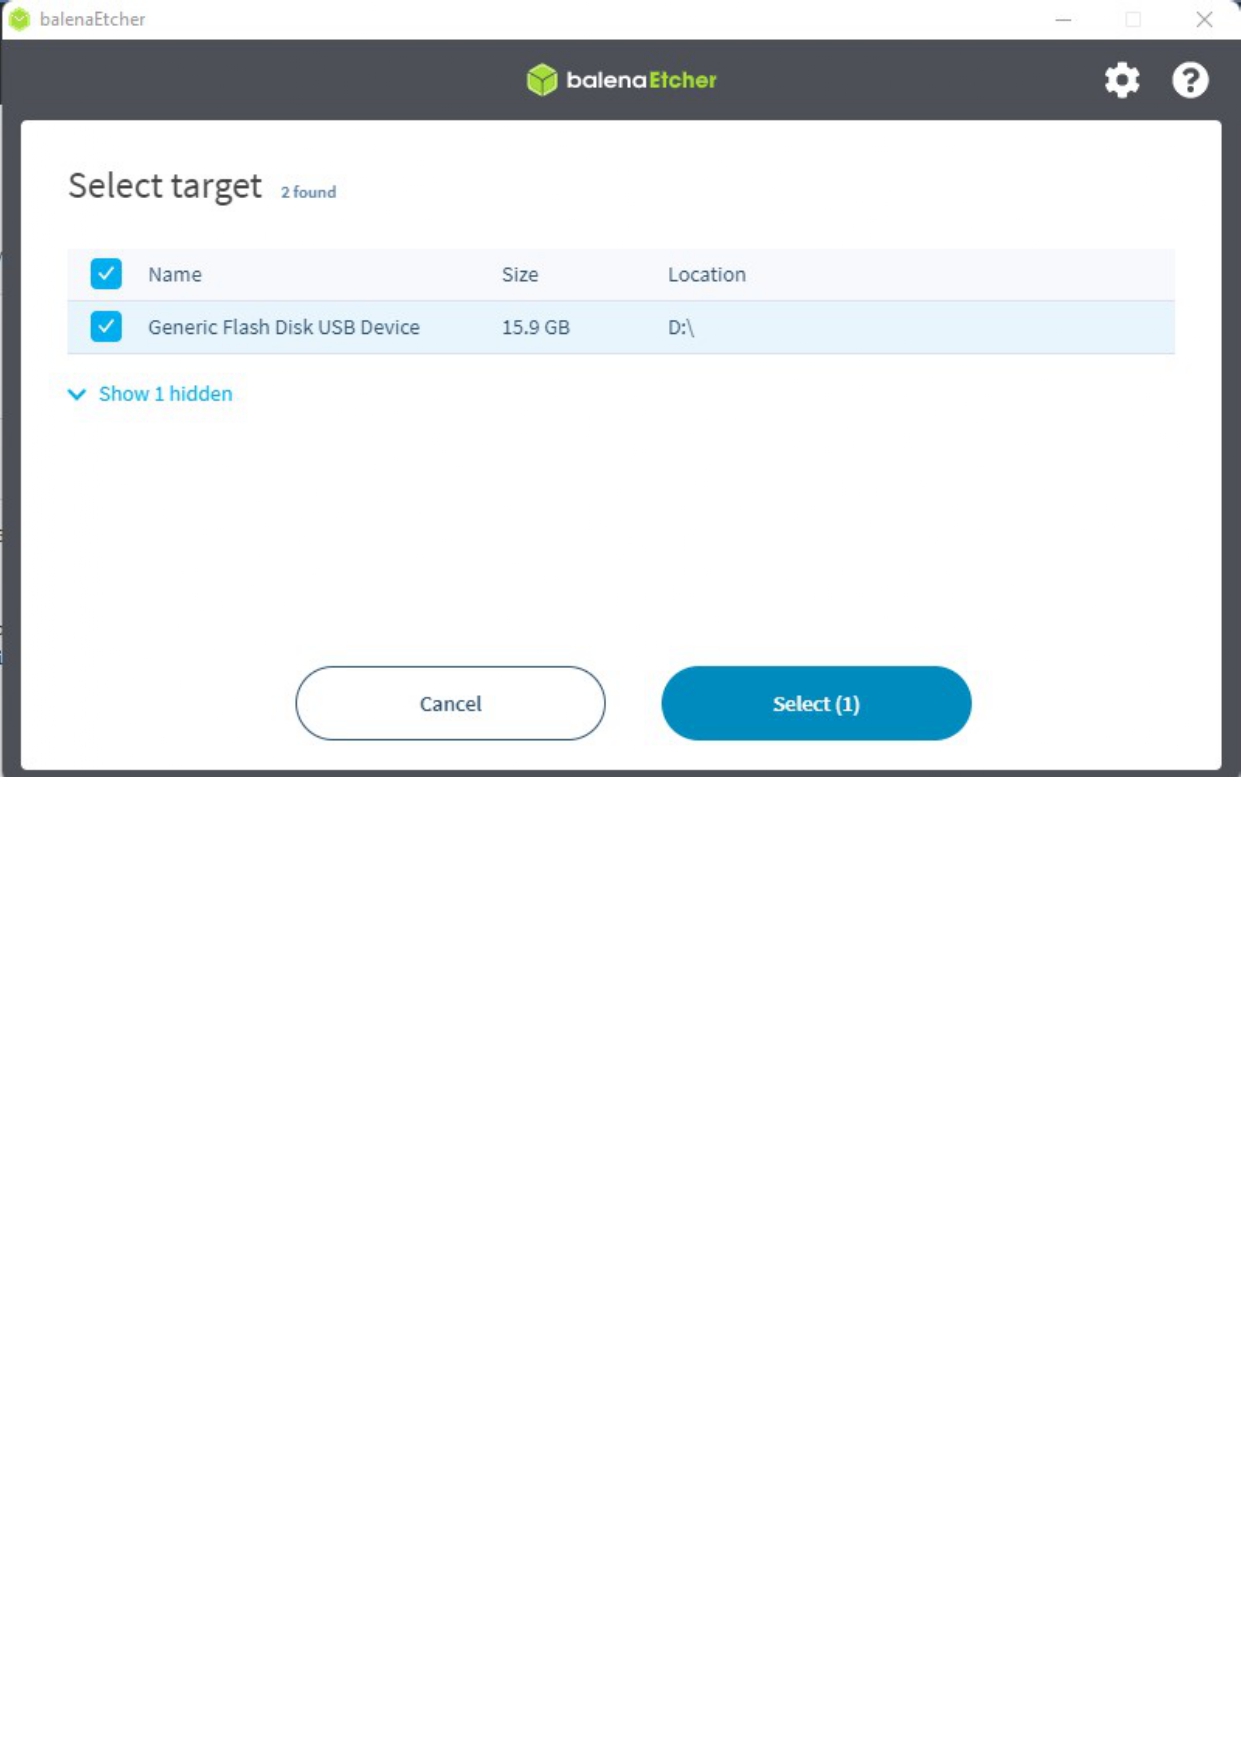 balenaEtcher
balenaEtcher
Select target 2 found
Name Size Location
Generic Flash Disk USB Device 15.9 GB D:\
Show 1 hidden
Cancel Select (1)